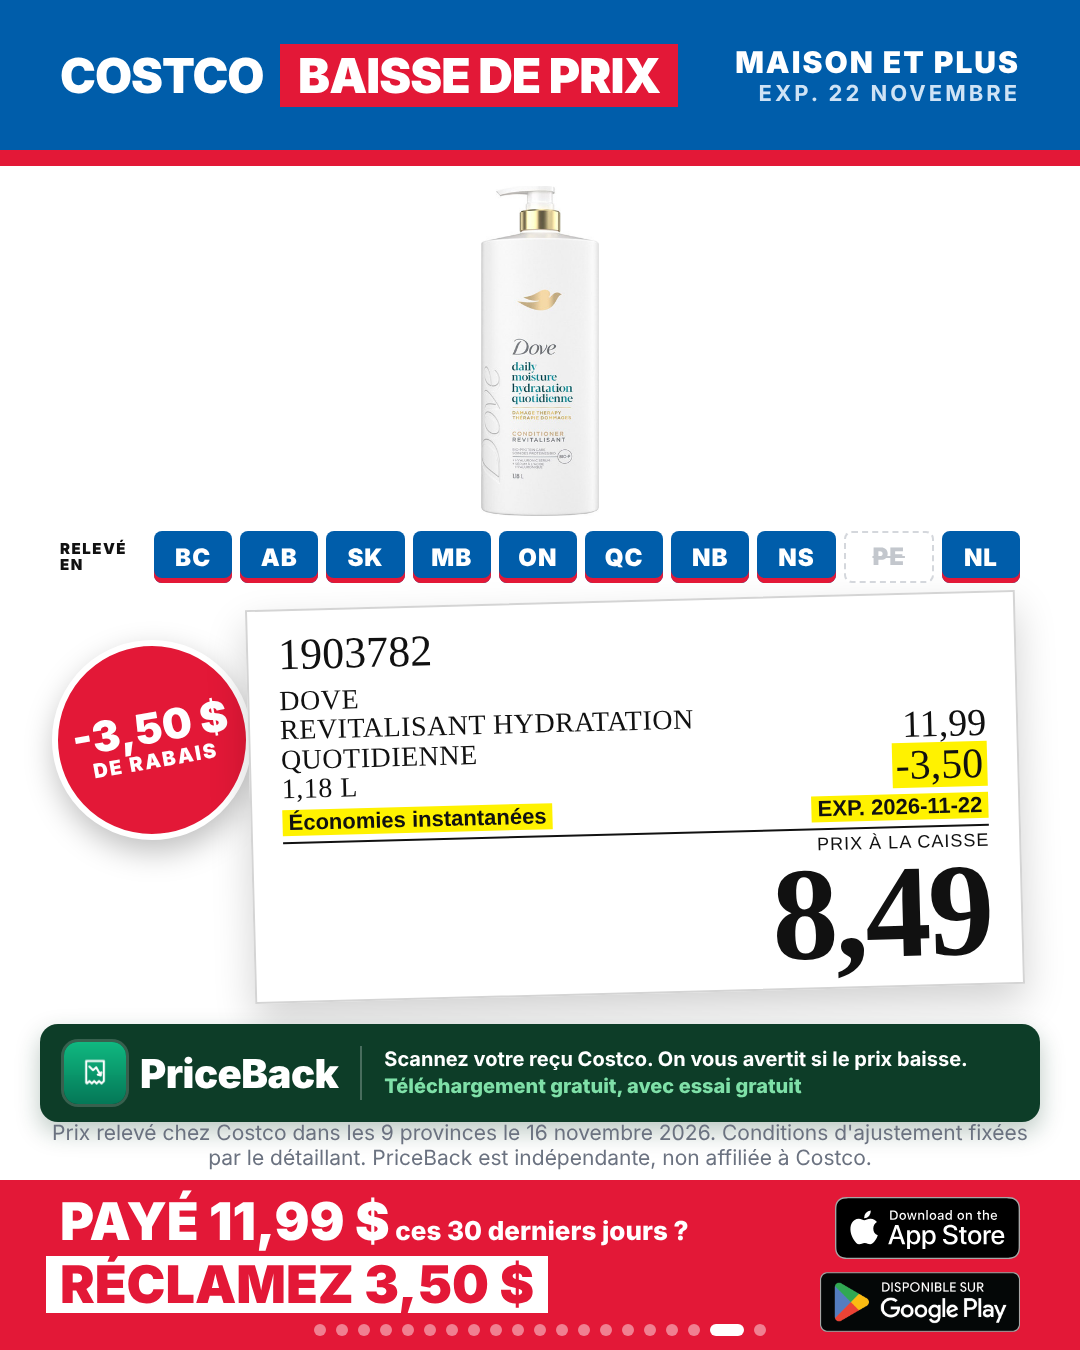 COSTCO BAISSE DE PRIX
MAISON ET PLUS
EXP. 22 NOVEMBRE
Dove
Dove
daily
moisture
hydratation
quotidienne
DAMAGE THERAPY
THÉRAPIE DOMMAGES
CONDITIONER
REVITALISANT
RELEVÉ
EN
BC AB SK MB ON QC NB NS PE NL
-3,50 $
DE RABAIS
1903782
DOVE
REVITALISANT HYDRATATION
QUOTIDIENNE
1,18 L
11,99
-3,50
Économies instantanées
EXP. 2026-11-22
PRIX À LA CAISSE
8,49
PriceBack
Scannez votre reçu Costco. On vous avertit si le prix baisse.
Téléchargement gratuit, avec essai gratuit
Prix relevé chez Costco dans les 9 provinces le 16 novembre 2026. Conditions d'ajustement fixées
par le détaillant. PriceBack est indépendante, non affiliée à Costco.
PAYÉ 11,99 $ ces 30 derniers jours ?
RÉCLAMEZ 3,50 $
Download on the
App Store
DISPONIBLE SUR
Google Play